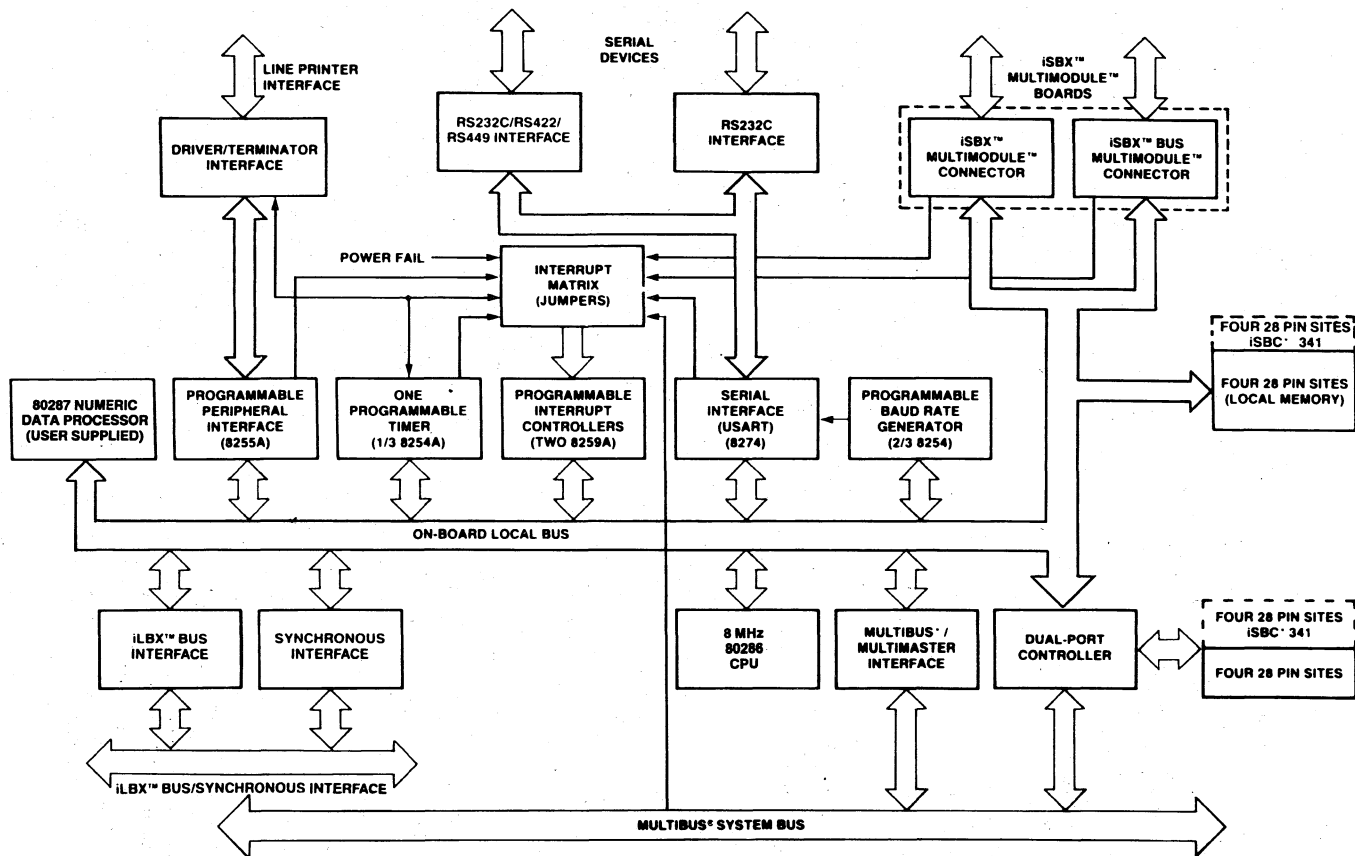 LINE PRINTER
INTERFACE
SERIAL
DEVICES
iSBX™
MULTIMODULE™
BOARDS
DRIVER/TERMINATOR
INTERFACE
RS232C/RS422/
RS449 INTERFACE
RS232C
INTERFACE
iSBX™
MULTIMODULE™
CONNECTOR
iSBX™ BUS
MULTIMODULE™
CONNECTOR
POWER FAIL
INTERRUPT
MATRIX
(JUMPERS)
FOUR 28 PIN SITES
iSBC* 341
FOUR 28 PIN SITES
(LOCAL MEMORY)
80287 NUMERIC
DATA PROCESSOR
(USER SUPPLIED)
PROGRAMMABLE
PERIPHERAL
INTERFACE
(8255A)
ONE
PROGRAMMABLE
TIMER
(1/3 8254A)
PROGRAMMABLE
INTERRUPT
CONTROLLERS
(TWO 8259A)
SERIAL
INTERFACE
(USART)
(8274)
PROGRAMMABLE
BAUD RATE
GENERATOR
(2/3 8254)
ON-BOARD LOCAL BUS
iLBX™ BUS
INTERFACE
SYNCHRONOUS
INTERFACE
8 MHz
80286
CPU
MULTIBUS*/
MULTIMASTER
INTERFACE
DUAL-PORT
CONTROLLER
FOUR 28 PIN SITES
iSBC* 341
FOUR 28 PIN SITES
iLBX™ BUS/SYNCHRONOUS INTERFACE
MULTIBUS® SYSTEM BUS